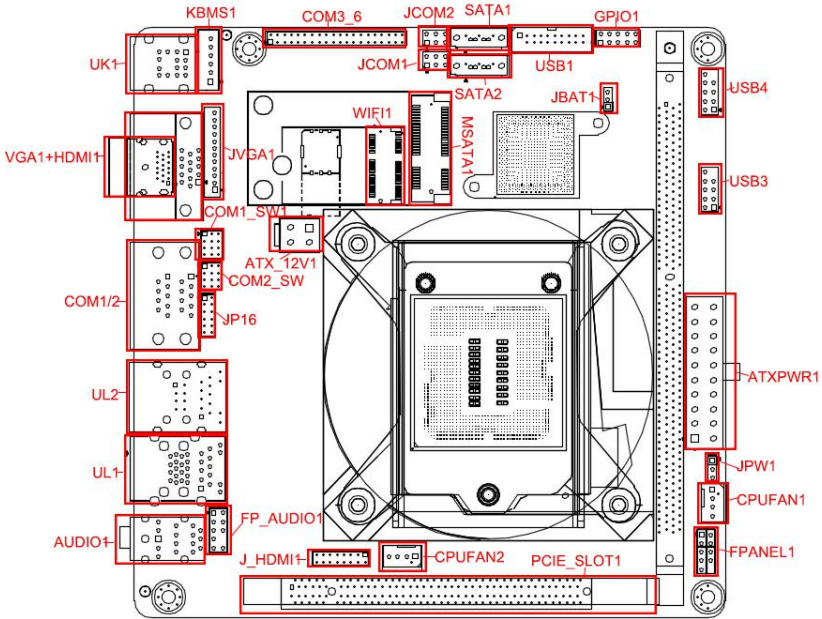 KBMS1
COM3_6
JCOM2
SATA1
GPIO1
UK1
JCOM1
USB1
SATA2
JBAT1
USB4
WIFI1
MSATA1
VGA1+HDMI1
JVGA1
USB3
COM1_SW1
ATX_12V1
COM2_SW
COM1/2
JP16
ATXPWR1
UL2
UL1
JPW1
CPUFAN1
FP_AUDIO1
AUDIO1
J_HDMI1
CPUFAN2
PCIE_SLOT1
FPANEL1